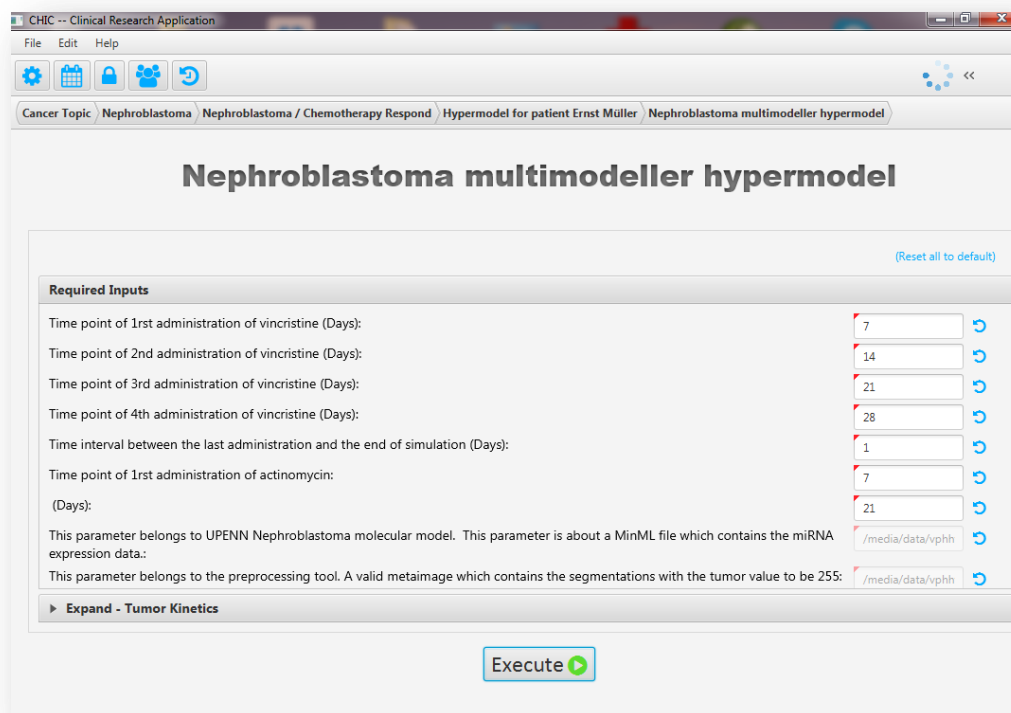 CHIC -- Clinical Research Application
File Edit Help
Cancer Topic Nephroblastoma Nephroblastoma / Chemotherapy Respond Hypermodel for patient Ernst Müller Nephroblastoma multimodeller hypermodel
Nephroblastoma multimodeller hypermodel
(Reset all to default)
Required Inputs
Time point of 1rst administration of vincristine (Days): 7
Time point of 2nd administration of vincristine (Days): 14
Time point of 3rd administration of vincristine (Days): 21
Time point of 4th administration of vincristine (Days): 28
Time interval between the last administration and the end of simulation (Days): 1
Time point of 1rst administration of actinomycin: 7
(Days): 21
This parameter belongs to UPENN Nephroblastoma molecular model. This parameter is about a MinML file which contains the miRNA /media/data/vphh
expression data.:
This parameter belongs to the preprocessing tool. A valid metaimage which contains the segmentations with the tumor value to be 255: /media/data/vphh
Expand - Tumor Kinetics
Execute